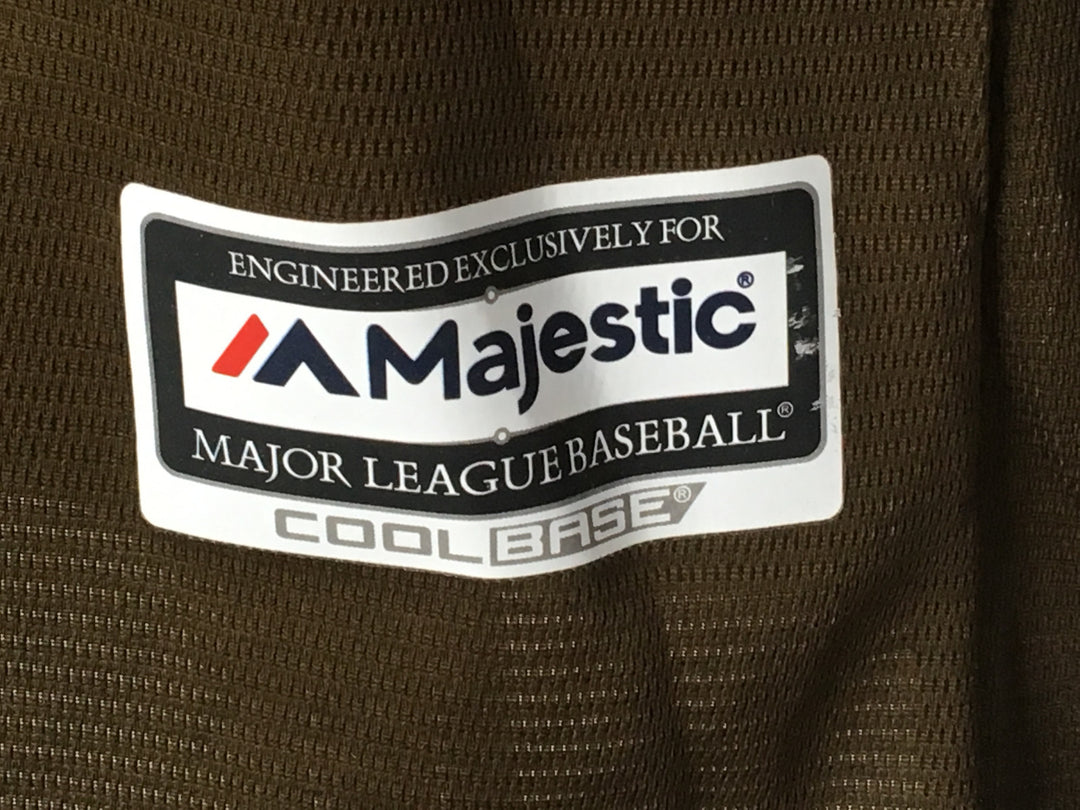 ENGINEERED EXCLUSIVELY FOR
Majestic®
MAJOR LEAGUE BASEBALL®
COOLBASE®